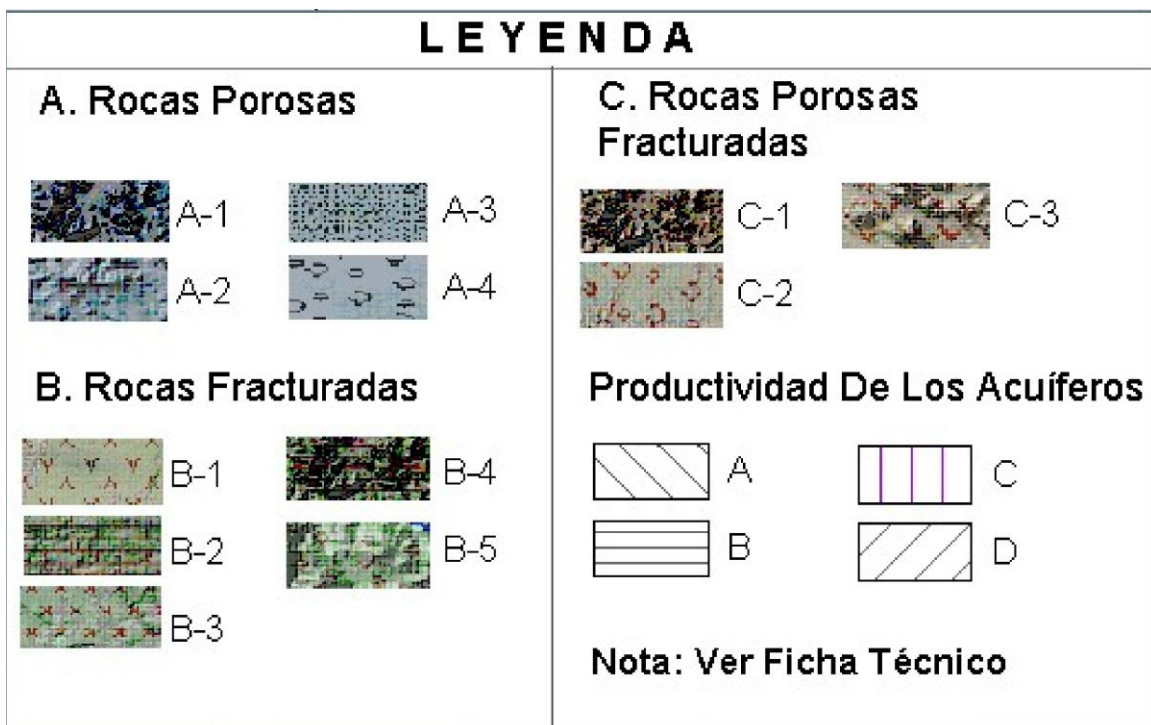 LEYENDA
A. Rocas Porosas
A-1
A-3
A-2
A-4
B. Rocas Fracturadas
B-1
B-4
B-2
B-5
B-3
C. Rocas Porosas
Fracturadas
C-1
C-3
C-2
Productividad De Los Acuíferos
A
C
B
D
Nota: Ver Ficha Técnico